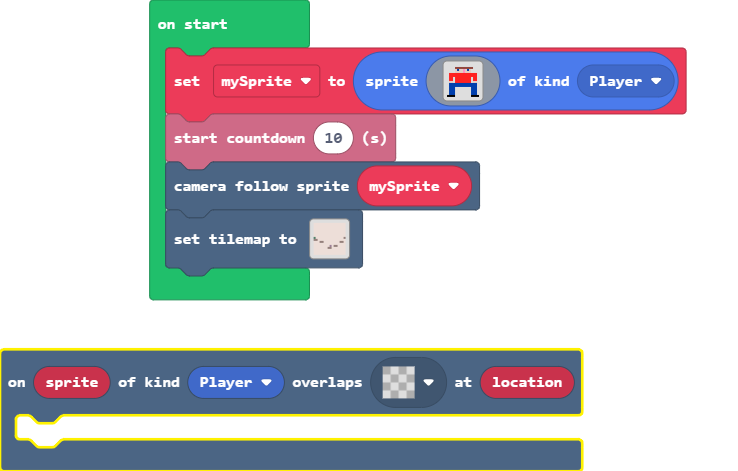 on start
set mySprite to sprite of kind Player
start countdown 10 (s)
camera follow sprite mySprite
set tilemap to
on sprite of kind Player overlaps at location